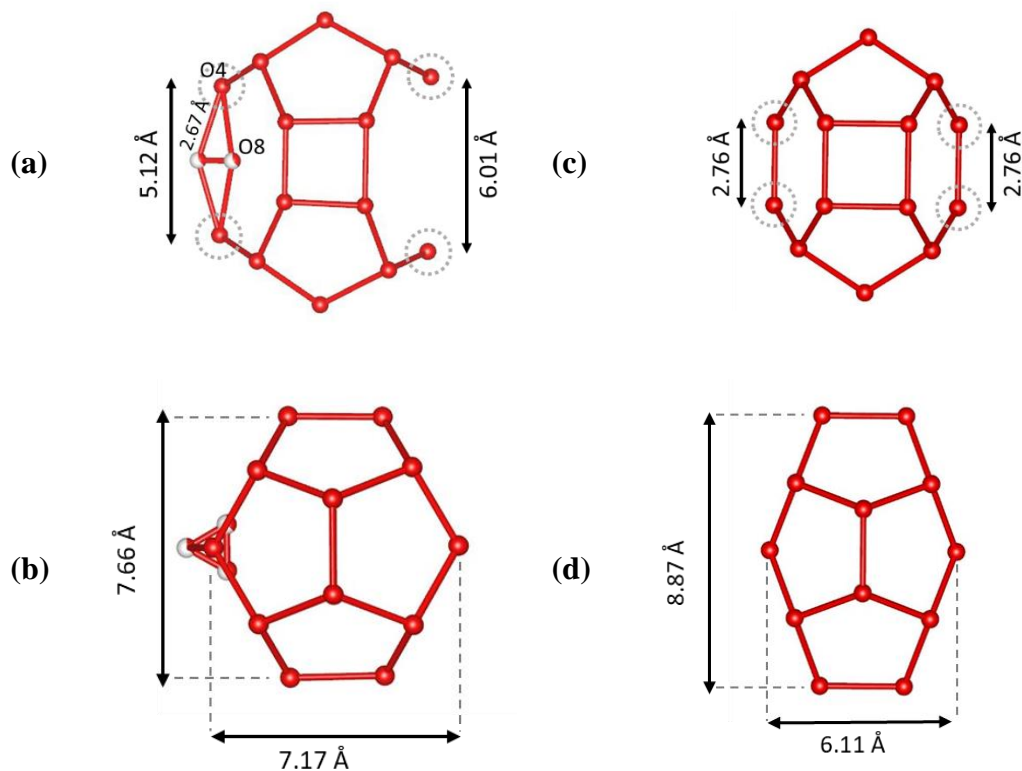 (a)
O4
2.67 Å
O8
5.12 Å
6.01 Å
(c)
2.76 Å
2.76 Å
(b)
7.66 Å
7.17 Å
(d)
8.87 Å
6.11 Å